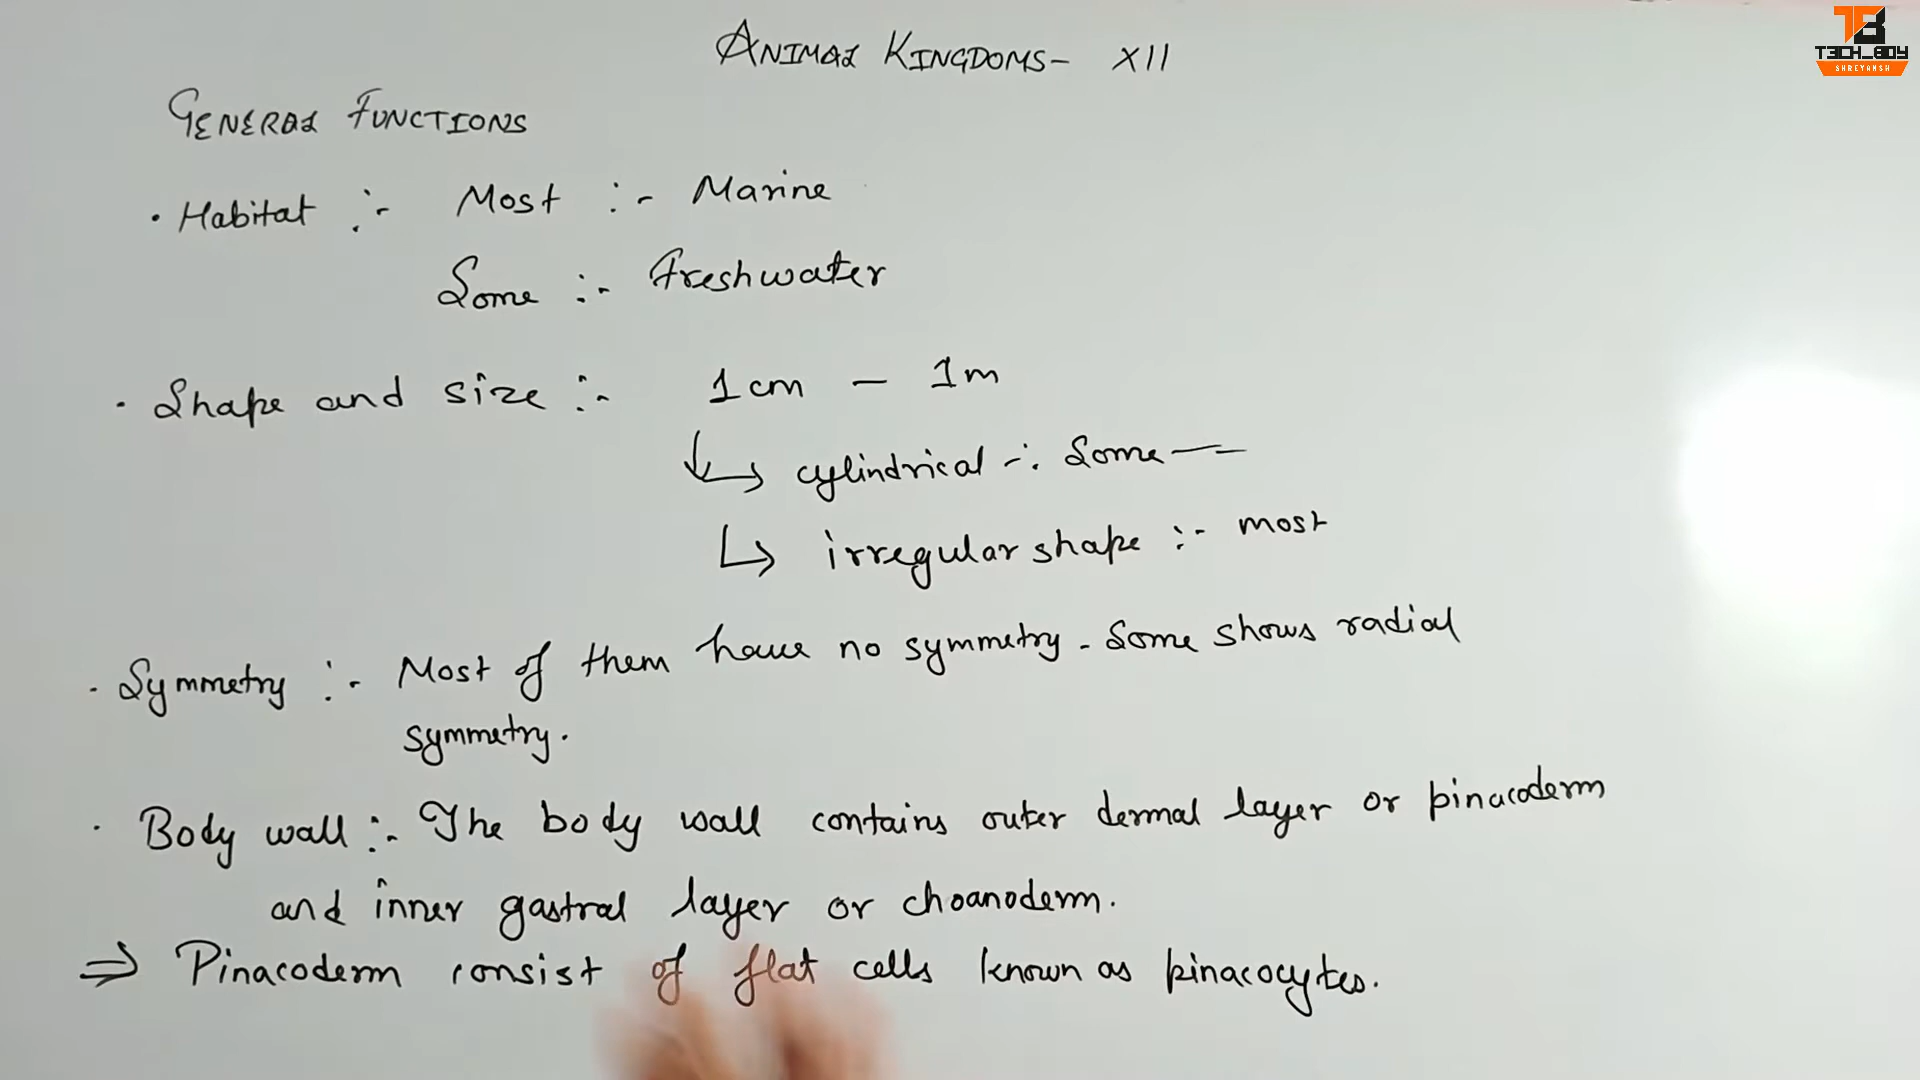 ANIMAL KINGDOMS- XII
T3CH_BOY
SHREYANSH
GENERAL FUNCTIONS
• Habitat :- Most :- Marine
Some :- Freshwater
• Shape and size :- 1cm - 1m
↳ cylindrical -: Some —
↳ irregular shape :- most
• Symmetry :- Most of them have no symmetry. Some shows radial
symmetry.
• Body wall :- The body wall contains outer dermal layer or pinacoderm
and inner gastral layer or choanoderm.
⇒ Pinacoderm consist of flat cells known as pinacocytes.